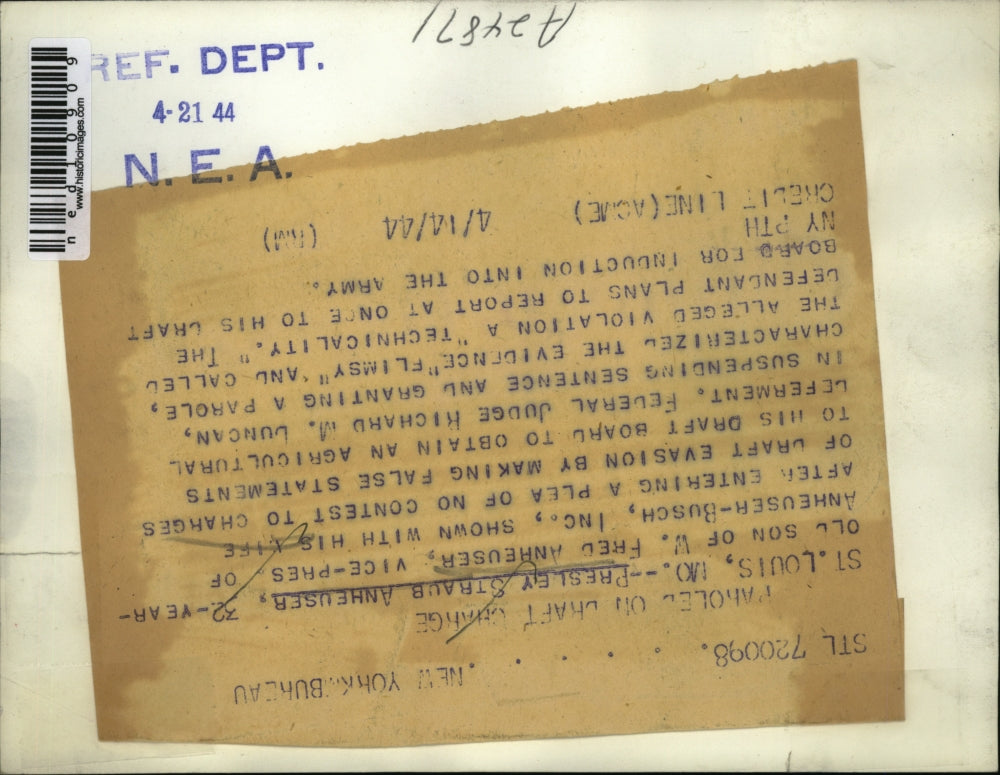 A24871
REF. DEPT.
4-21 44
N. E. A.
ned10909
www.historicimages.com
STL 720098. . . . . . . NEW YORK BUREAU
PAROLED ON DRAFT CHARGE
ST.LOUIS, MO.--PRESLEY STRAUB ANHEUSER, 32-YEAR-
OLD SON OF W. FRED ANHEUSER, VICE-PRES OF
ANHEUSER-BUSCH, INC., SHOWN WITH HIS WIFE
AFTER ENTERING A PLEA OF NO CONTEST TO CHARGES
OF DRAFT EVASION BY MAKING FALSE STATEMENTS
TO HIS DRAFT BOARD TO OBTAIN AN AGRICULTURAL
DEFERMENT. FEDERAL JUDGE RICHARD M. DUNCAN,
IN SUSPENDING SENTENCE AND GRANTING A PAROLE,
CHARACTERIZED THE EVIDENCE "FLIMSY" AND CALLED
THE ALLEGED VIOLATION A "TECHNICALITY." THE
DEFENDANT PLANS TO REPORT AT ONCE TO HIS DRAFT
BOARD FOR INDUCTION INTO THE ARMY.
NY PTH
CREDIT LINE(ACME) 4/14/44 (RM)